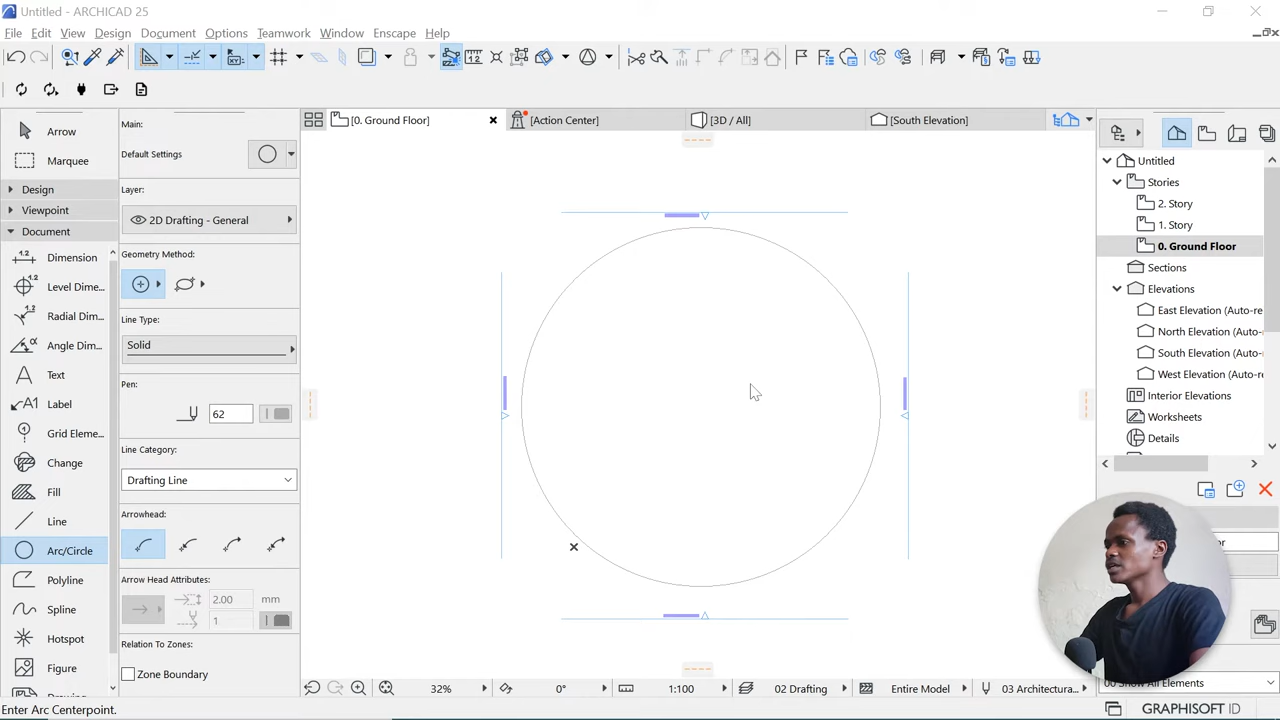 Untitled - ARCHICAD 25
File Edit View Design Document Options Teamwork Window Enscape Help
[0. Ground Floor]
[Action Center]
[3D / All]
[South Elevation]
Arrow
Marquee
Design
Viewpoint
Document
Dimension
Level Dime...
Radial Dim...
Angle Dim...
Text
Label
Grid Eleme...
Change
Fill
Line
Arc/Circle
Polyline
Spline
Hotspot
Figure
Main:
Default Settings
Layer:
2D Drafting - General
Geometry Method:
Line Type:
Solid
Pen:
62
Line Category:
Drafting Line
Arrowhead:
Arrow Head Attributes:
2.00 mm
1
Relation To Zones:
Zone Boundary
Untitled
Stories
2. Story
1. Story
0. Ground Floor
Sections
Elevations
East Elevation (Auto-re
North Elevation (Auto-
South Elevation (Auto-r
West Elevation (Auto-re
Interior Elevations
Worksheets
Details
32%
0°
1:100
02 Drafting
Entire Model
03 Architectura...
00 Show All Elements
Enter Arc Centerpoint.
GRAPHISOFT ID